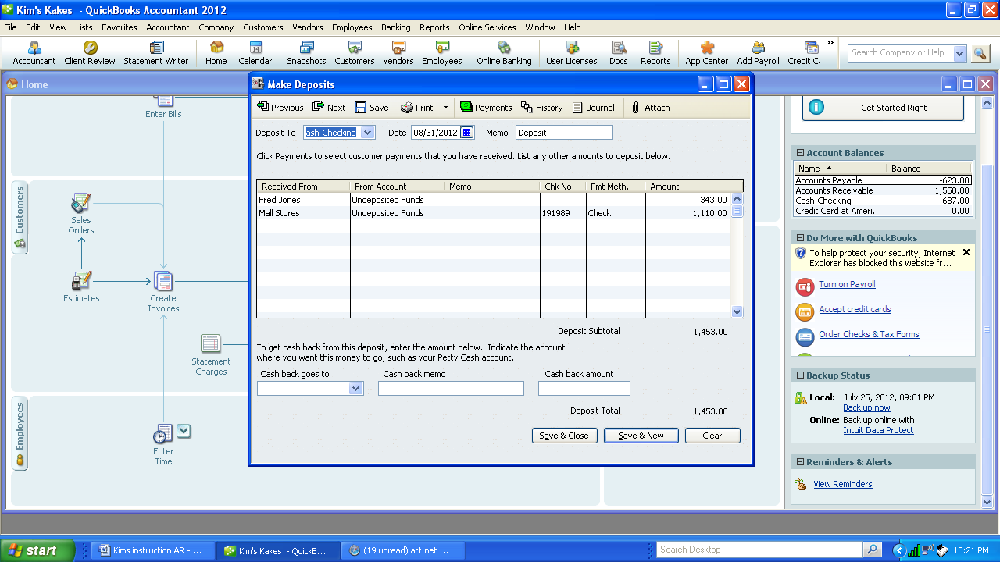 Kim's Kakes - QuickBooks Accountant 2012
File Edit View Lists Favorites Accountant Company Customers Vendors Employees Banking Reports Online Services Window Help
Accountant Client Review Statement Writer Home Calendar Snapshots Customers Vendors Employees Online Banking User Licenses Docs Reports App Center Add Payroll Credit Ca
Search Company or Help
Home
Enter Bills
Customers
Sales
Orders
Estimates
Create
Invoices
Statement
Charges
Employees
Enter
Time
Make Deposits
Previous Next Save Print Payments History Journal Attach
Deposit To ash-Checking Date 08/31/2012 Memo Deposit
Click Payments to select customer payments that you have received. List any other amounts to deposit below.
Received From From Account Memo Chk No. Pmt Meth. Amount
Fred Jones Undeposited Funds 343.00
Mall Stores Undeposited Funds 191989 Check 1,110.00
Deposit Subtotal 1,453.00
To get cash back from this deposit, enter the amount below. Indicate the account
where you want this money to go, such as your Petty Cash account.
Cash back goes to Cash back memo Cash back amount
Deposit Total 1,453.00
Save & Close Save & New Clear
Get Started Right
Account Balances
Name Balance
Accounts Payable -623.00
Accounts Receivable 1,550.00
Cash-Checking 687.00
Credit Card at Ameri... 0.00
Do More with QuickBooks
To help protect your security, Internet
Explorer has blocked this website fr...
Turn on Payroll
Accept credit cards
Order Checks & Tax Forms
Backup Status
Local: July 25, 2012, 09:01 PM
Back up now
Online: Back up online with
Intuit Data Protect
Reminders & Alerts
View Reminders
start Kims instruction AR - ... Kim's Kakes - QuickB... (19 unread) att.net ... Search Desktop 10:21 PM